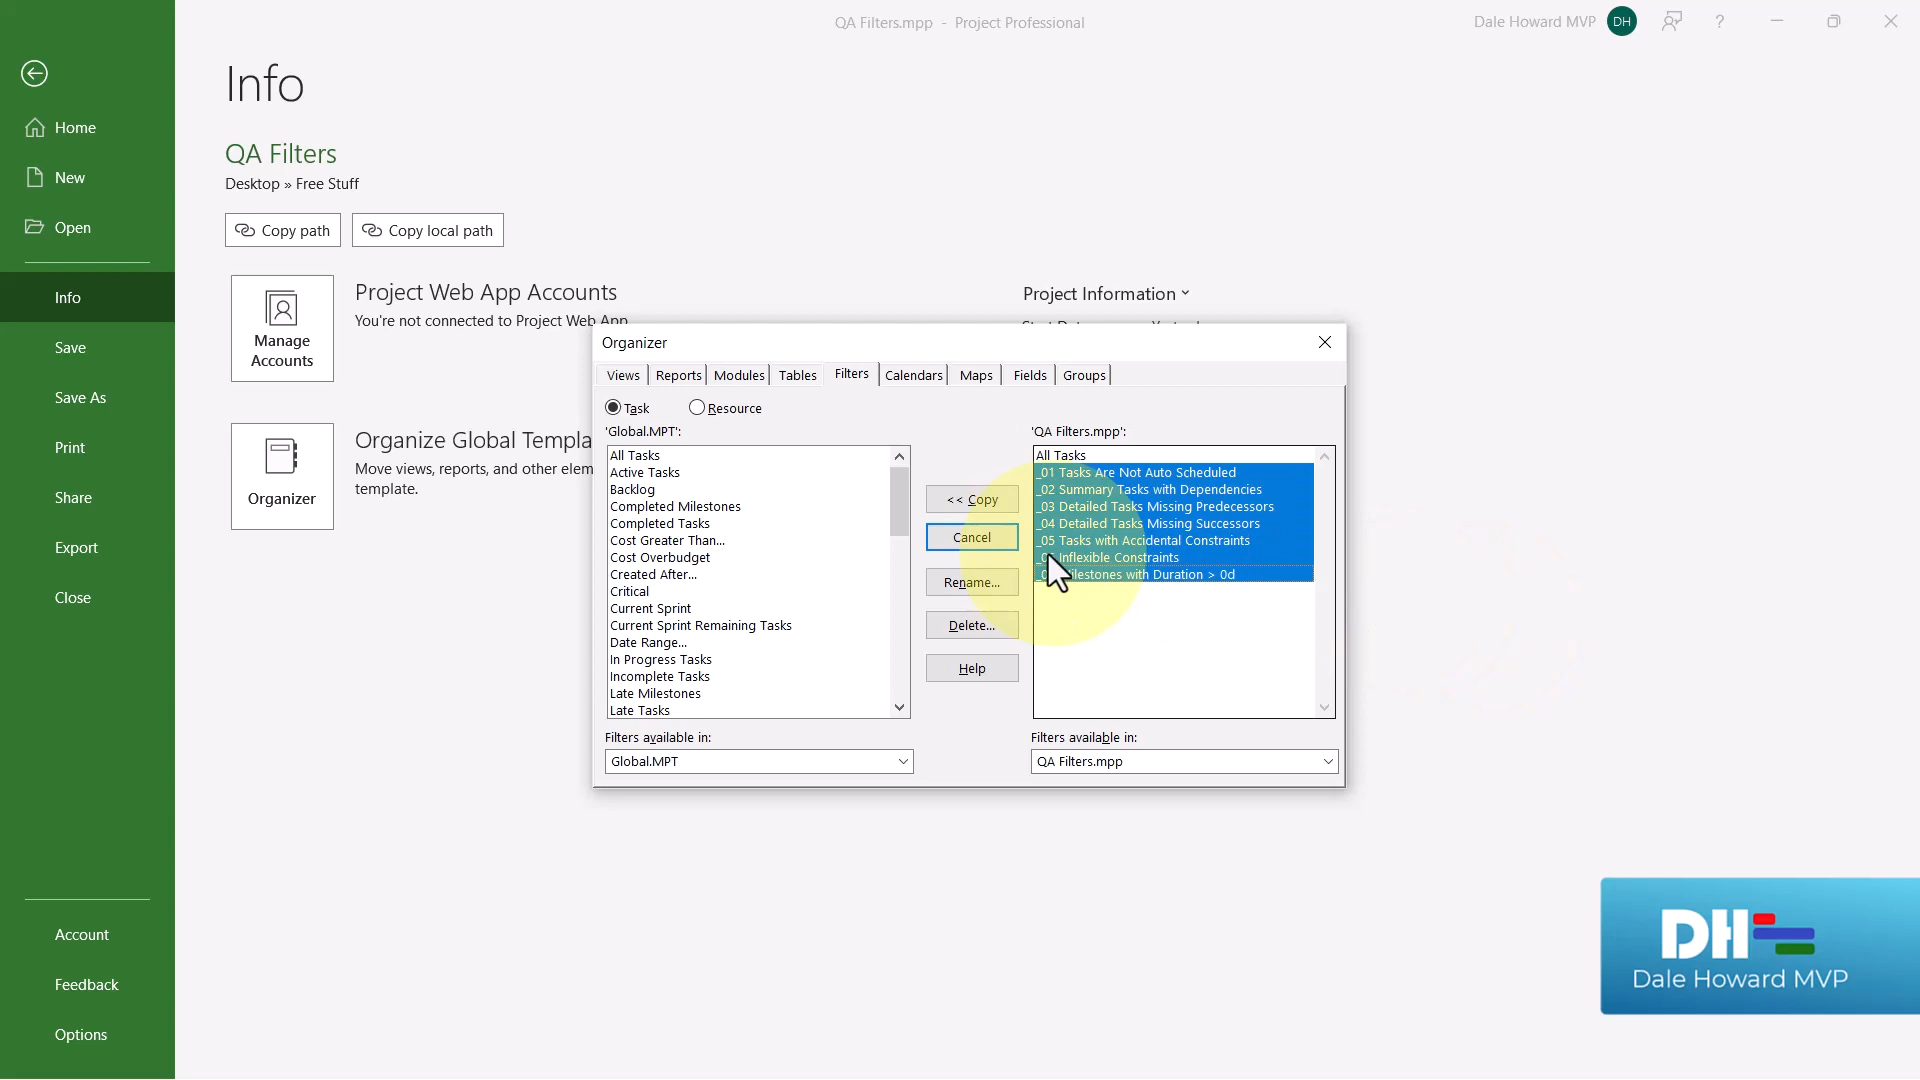 QA Filters.mpp - Project Professional
Dale Howard MVP DH ?
Info
Home
New
Open
Info
Save
Save As
Print
Share
Export
Close
Account
Feedback
Options
QA Filters
Desktop » Free Stuff
Copy path
Copy local path
Manage
Accounts
Project Web App Accounts
You're not connected to Project Web App
Project Information
Organizer
Organize Global Templa
Move views, reports, and other elem
template.
Organizer
Views Reports Modules Tables Filters Calendars Maps Fields Groups
Task Resource
'Global.MPT':
All Tasks
Active Tasks
Backlog
Completed Milestones
Completed Tasks
Cost Greater Than...
Cost Overbudget
Created After...
Critical
Current Sprint
Current Sprint Remaining Tasks
Date Range...
In Progress Tasks
Incomplete Tasks
Late Milestones
Late Tasks
Filters available in:
Global.MPT
<< Copy
Cancel
Rename...
Delete...
Help
'QA Filters.mpp':
All Tasks
_01 Tasks Are Not Auto Scheduled
_02 Summary Tasks with Dependencies
_03 Detailed Tasks Missing Predecessors
_04 Detailed Tasks Missing Successors
_05 Tasks with Accidental Constraints
Inflexible Constraints
Milestones with Duration > 0d
Filters available in:
QA Filters.mpp
DH
Dale Howard MVP